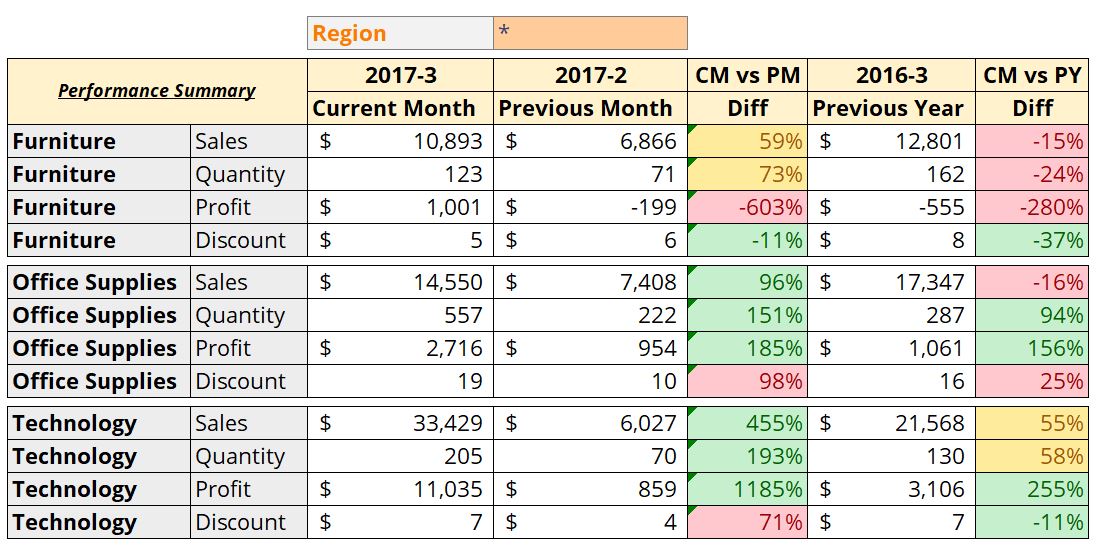 Region *
Performance Summary 2017-3 2017-2 CM vs PM 2016-3 CM vs PY
Current Month Previous Month Diff Previous Year Diff
Furniture Sales $ 10,893 $ 6,866 59% $ 12,801 -15%
Furniture Quantity 123 71 73% 162 -24%
Furniture Profit $ 1,001 $ -199 -603% $ -555 -280%
Furniture Discount $ 5 $ 6 -11% $ 8 -37%
Office Supplies Sales $ 14,550 $ 7,408 96% $ 17,347 -16%
Office Supplies Quantity 557 222 151% 287 94%
Office Supplies Profit $ 2,716 $ 954 185% $ 1,061 156%
Office Supplies Discount 19 10 98% 16 25%
Technology Sales $ 33,429 $ 6,027 455% $ 21,568 55%
Technology Quantity 205 70 193% 130 58%
Technology Profit $ 11,035 $ 859 1185% $ 3,106 255%
Technology Discount $ 7 $ 4 71% $ 7 -11%